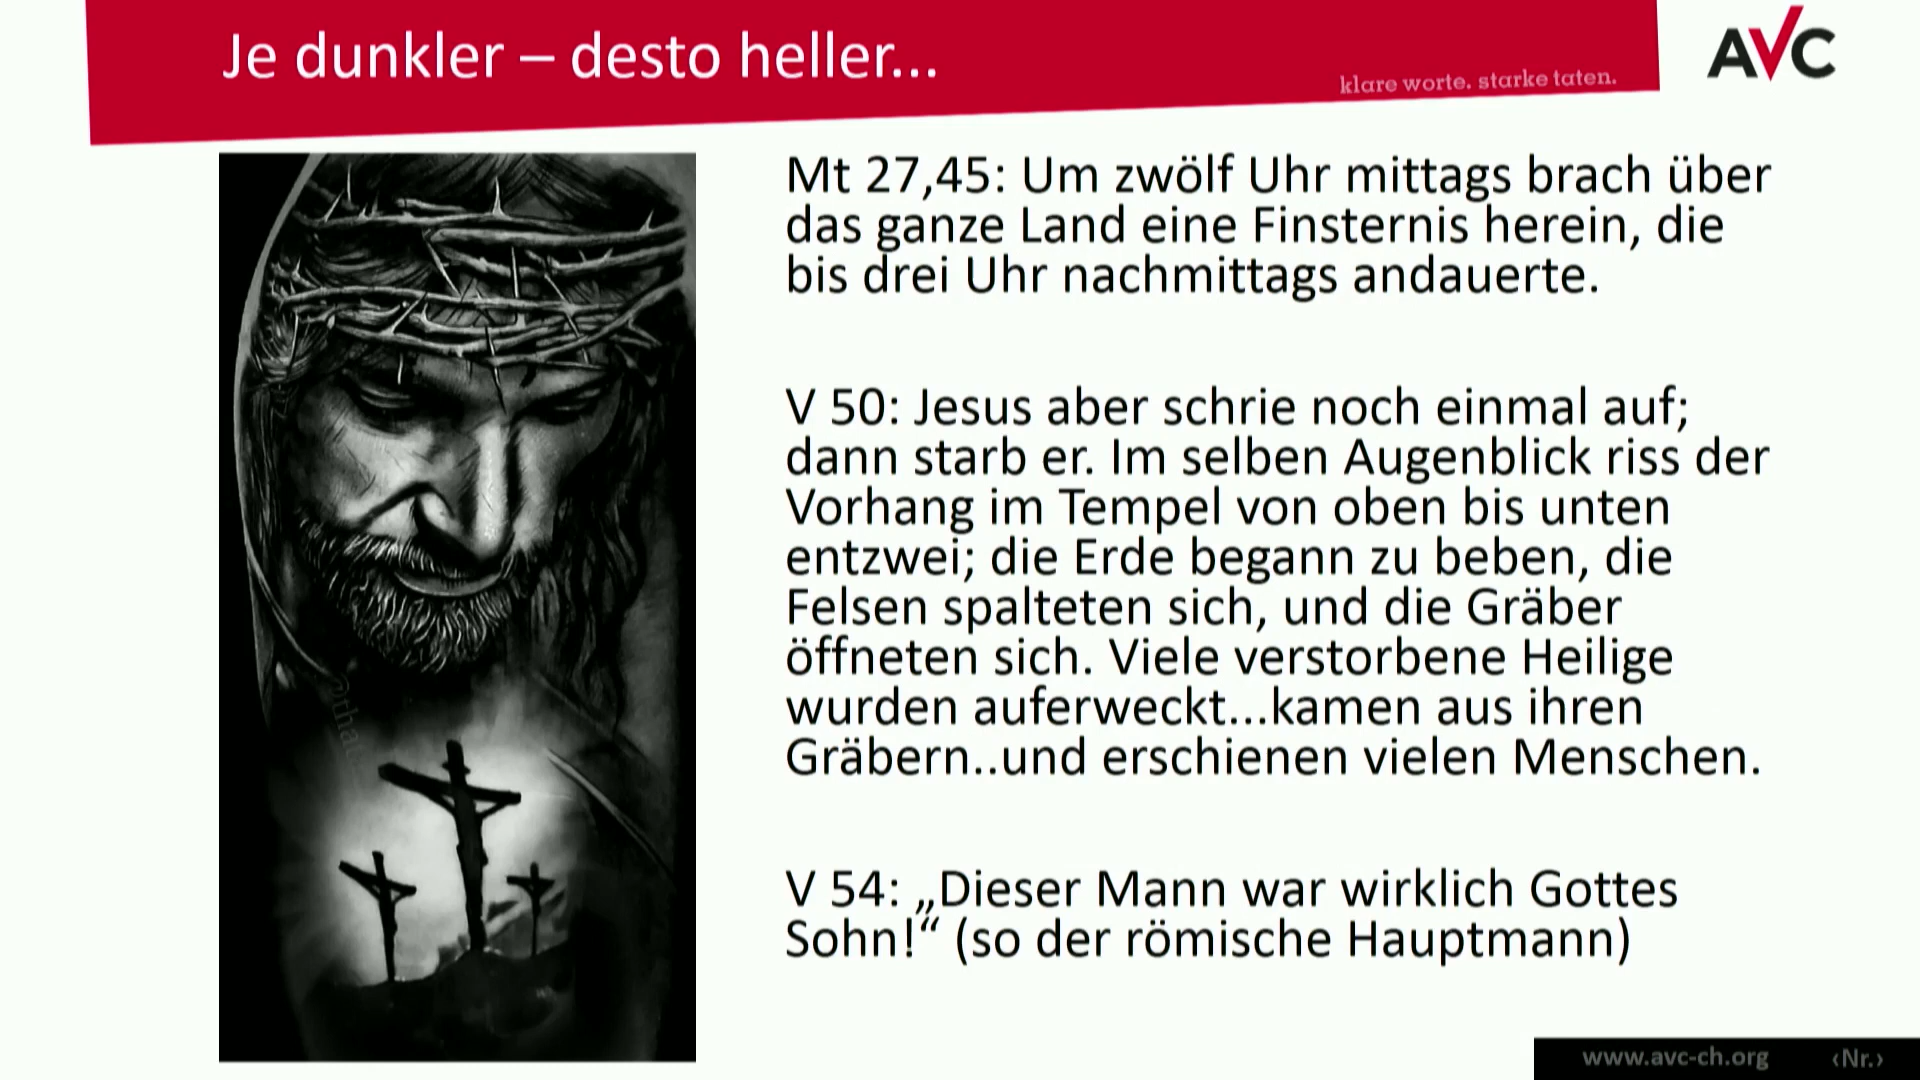 Je dunkler – desto heller...
klare worte. starke taten.
AVC
Mt 27,45: Um zwölf Uhr mittags brach über
das ganze Land eine Finsternis herein, die
bis drei Uhr nachmittags andauerte.
V 50: Jesus aber schrie noch einmal auf;
dann starb er. Im selben Augenblick riss der
Vorhang im Tempel von oben bis unten
entzwei; die Erde begann zu beben, die
Felsen spalteten sich, und die Gräber
öffneten sich. Viele verstorbene Heilige
wurden auferweckt...kamen aus ihren
Gräbern..und erschienen vielen Menschen.
V 54: „Dieser Mann war wirklich Gottes
Sohn!“ (so der römische Hauptmann)
www.avc-ch.org ‹Nr.›